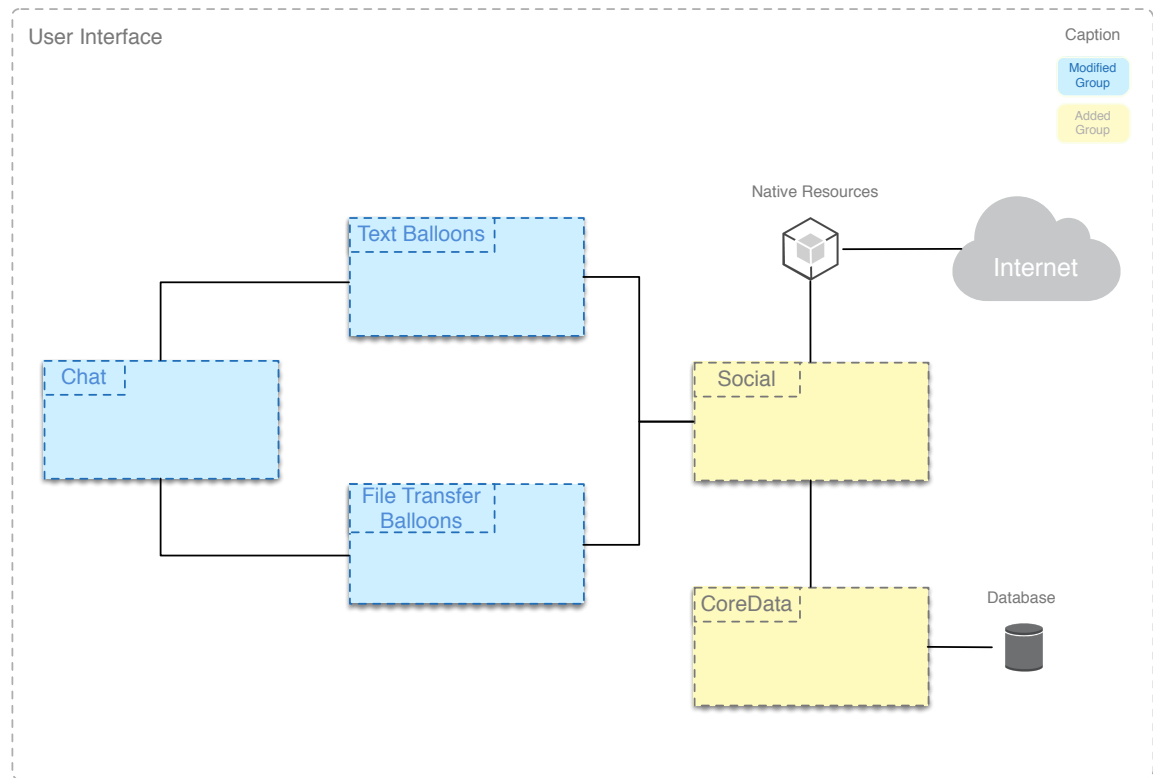 User Interface
Caption
Modified
Group
Added
Group
Native Resources
Internet
Text Balloons
Chat
Social
File Transfer
Balloons
CoreData
Database